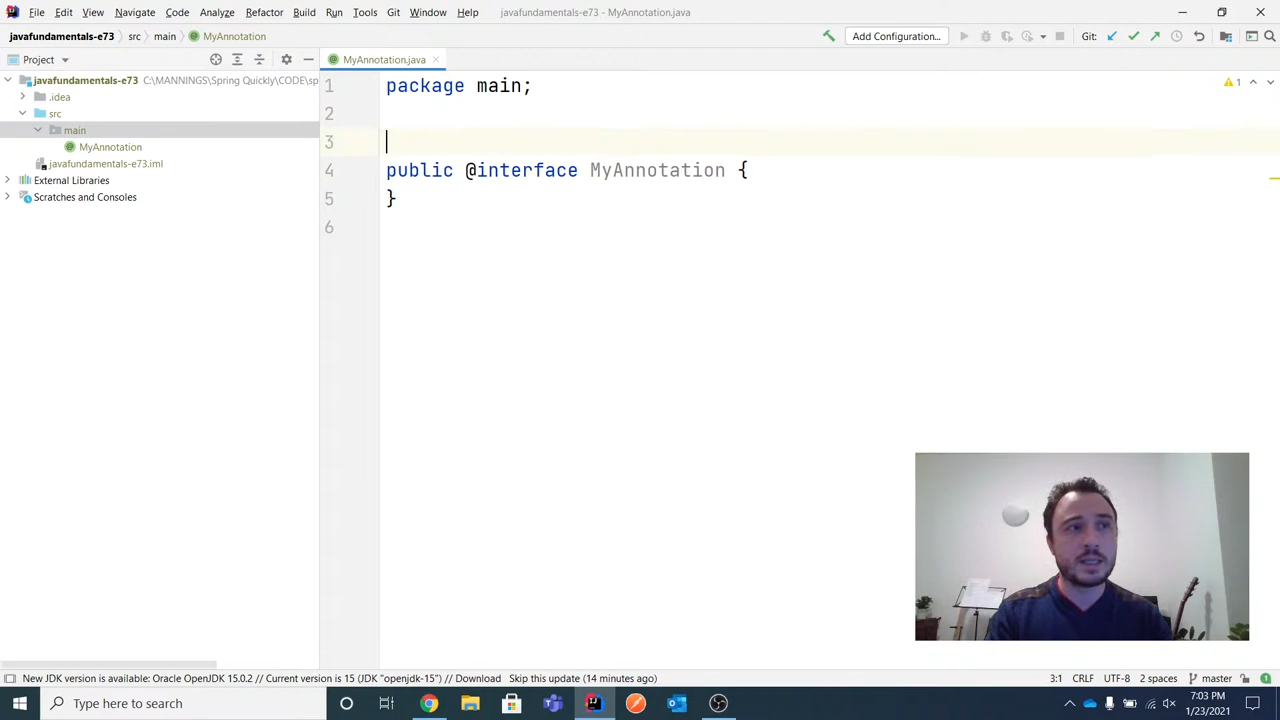 File Edit View Navigate Code Analyze Refactor Build Run Tools Git Window Help javafundamentals-e73 - MyAnnotation.java
javafundamentals-e73 src main MyAnnotation Add Configuration... Git:
Project MyAnnotation.java
javafundamentals-e73 C:\MANNINGS\Spring Quickly\CODE\sp
.idea
src
main
MyAnnotation
javafundamentals-e73.iml
External Libraries
Scratches and Consoles
1 package main;
2
3
4 public @interface MyAnnotation {
5 }
6
1
New JDK version is available: Oracle OpenJDK 15.0.2 // Current version is 15 (JDK "openjdk-15") // Download Skip this update (14 minutes ago) 3:1 CRLF UTF-8 2 spaces master
Type here to search
7:03 PM
1/23/2021